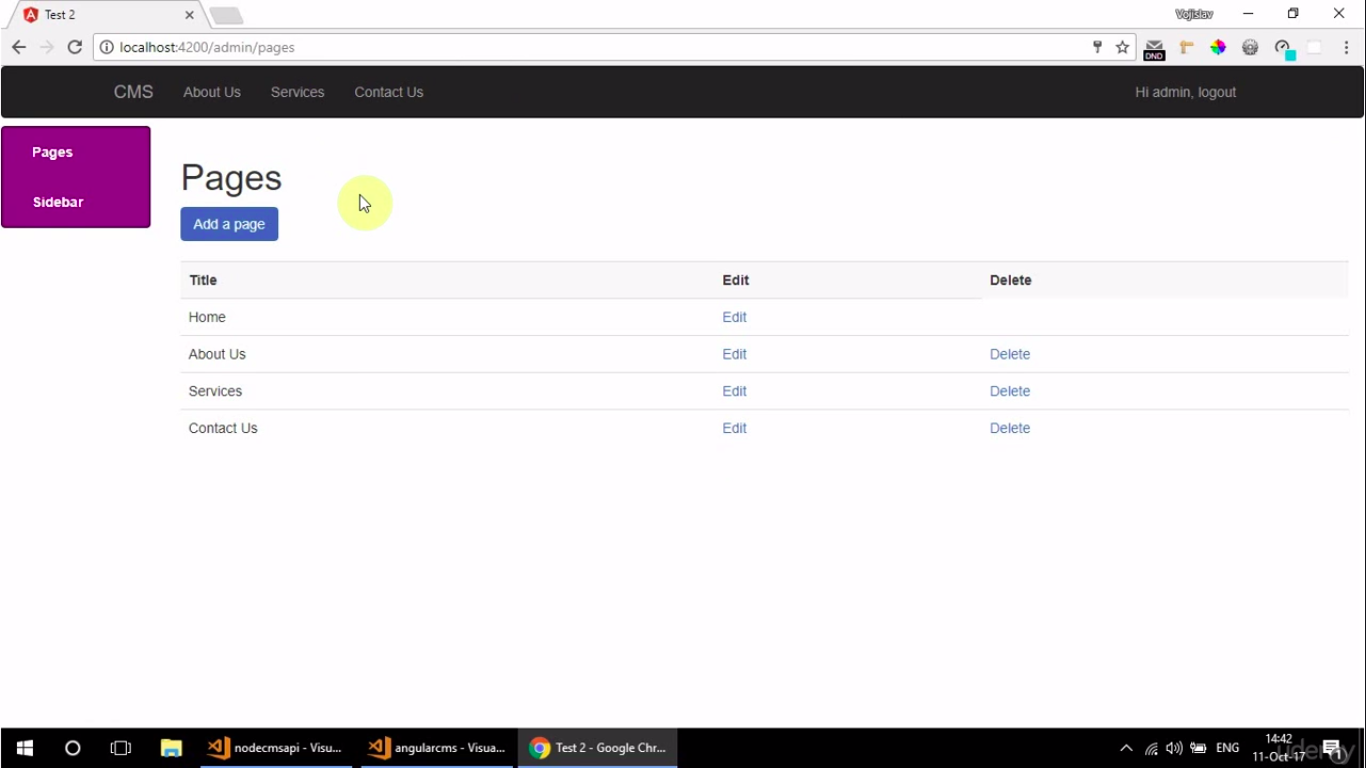 Test 2
Vojislav
localhost:4200/admin/pages
DND
CMS About Us Services Contact Us Hi admin, logout
Pages
Sidebar
Pages
Add a page
Title Edit Delete
Home Edit
About Us Edit Delete
Services Edit Delete
Contact Us Edit Delete
nodecmsapi - Visu...
angularcms - Visua...
Test 2 - Google Chr...
ENG
14:42
11-Oct-17
1
udemy